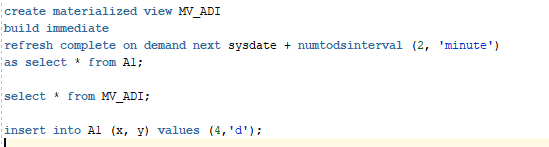 create materialized view MV_ADI
build immediate
refresh complete on demand next sysdate + numtodsinterval (2, 'minute')
as select * from A1;
select * from MV_ADI;
insert into A1 (x, y) values (4,'d');